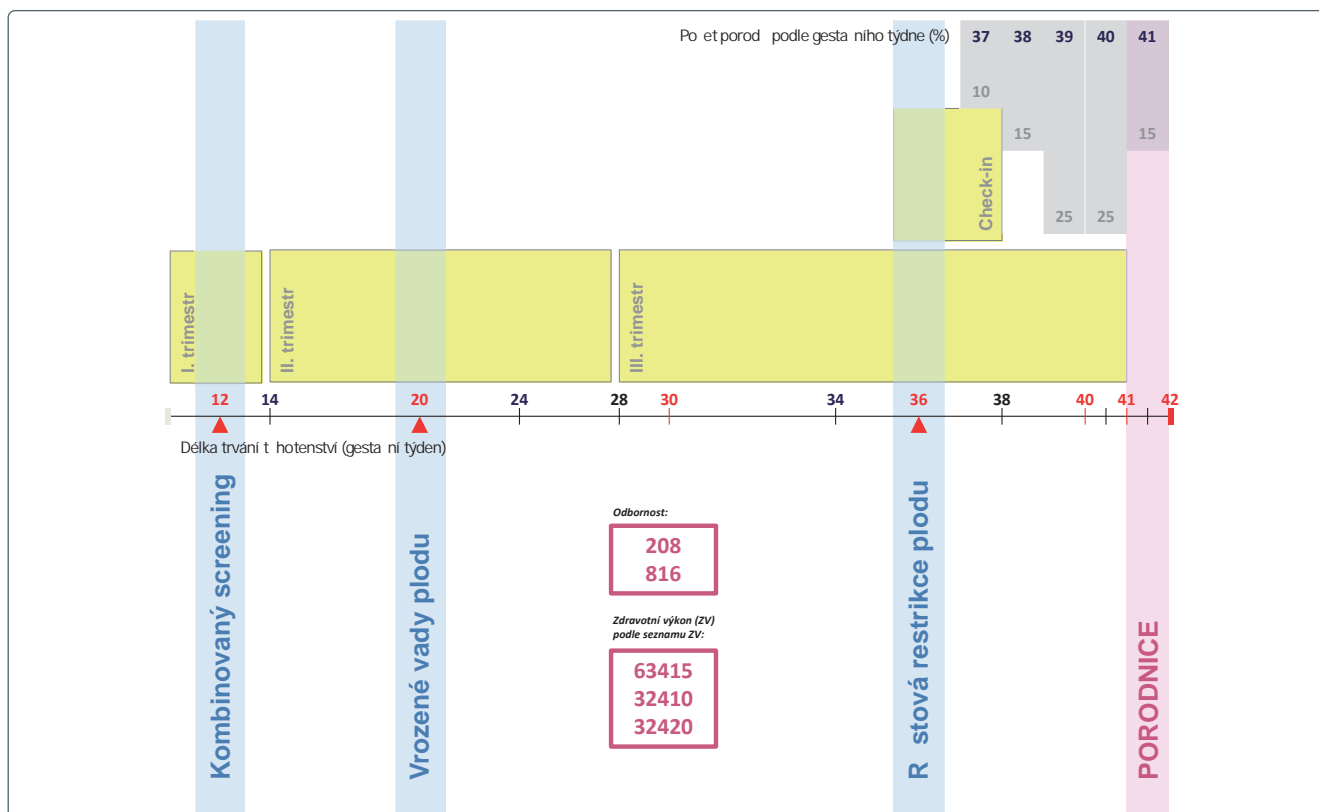 Po et porod podle gesta ního týdne (%) 37 38 39 40 41
10
15 15
25 25
Check-in
I. trimestr
II. trimestr
III. trimestr
12 14 20 24 28 30 34 36 38 40 41 42
Délka trvání t hotenství (gesta ní týden)
Kombinovaný screening
Vrozené vady plodu
Odbornost:
208
816
Zdravotní výkon (ZV)
podle seznamu ZV:
63415
32410
32420
R stová restrikce plodu
PORODNICE